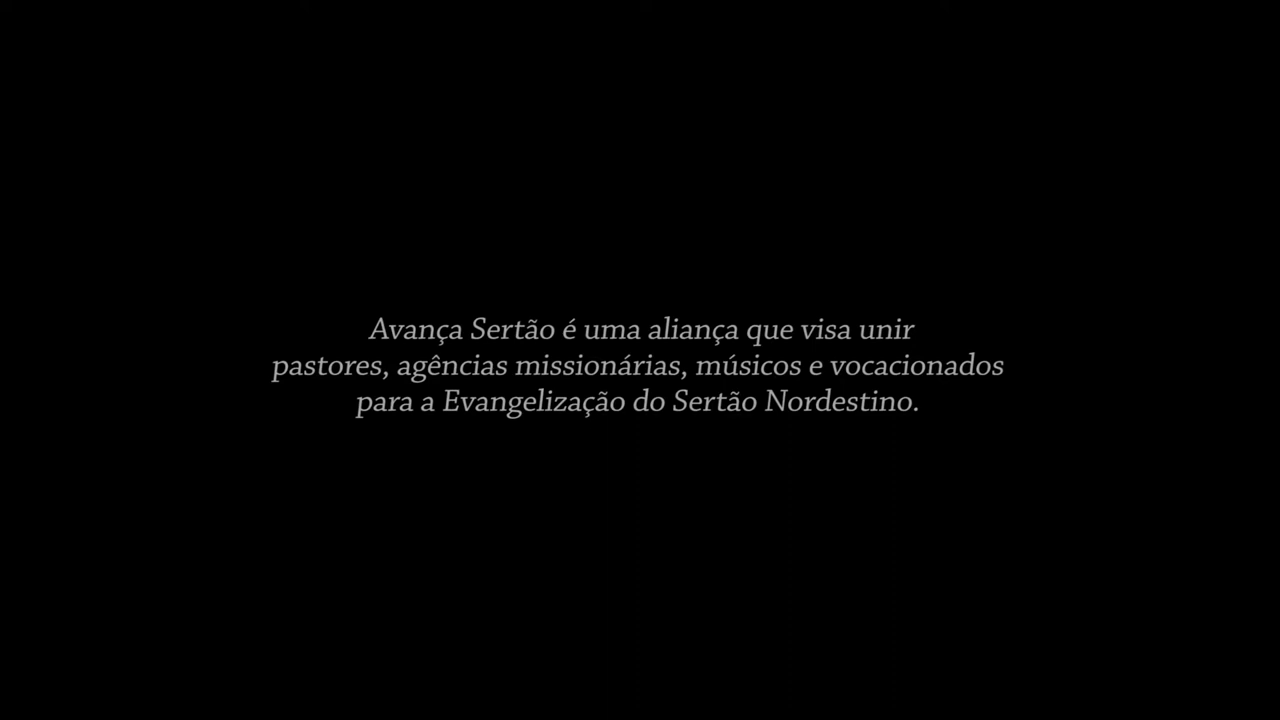 Avança Sertão é uma aliança que visa unir
pastores, agências missionárias, músicos e vocacionados
para a Evangelização do Sertão Nordestino.